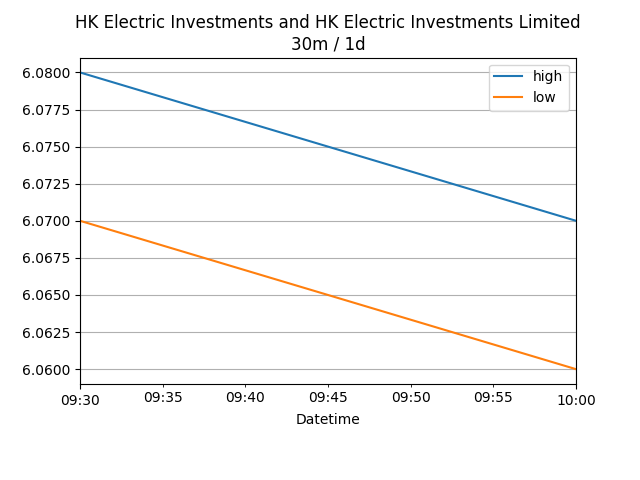 HK Electric Investments and HK Electric Investments Limited
30m / 1d
high
low
6.0800
6.0775
6.0750
6.0725
6.0700
6.0675
6.0650
6.0625
6.0600
09:30 09:35 09:40 09:45 09:50 09:55 10:00
Datetime